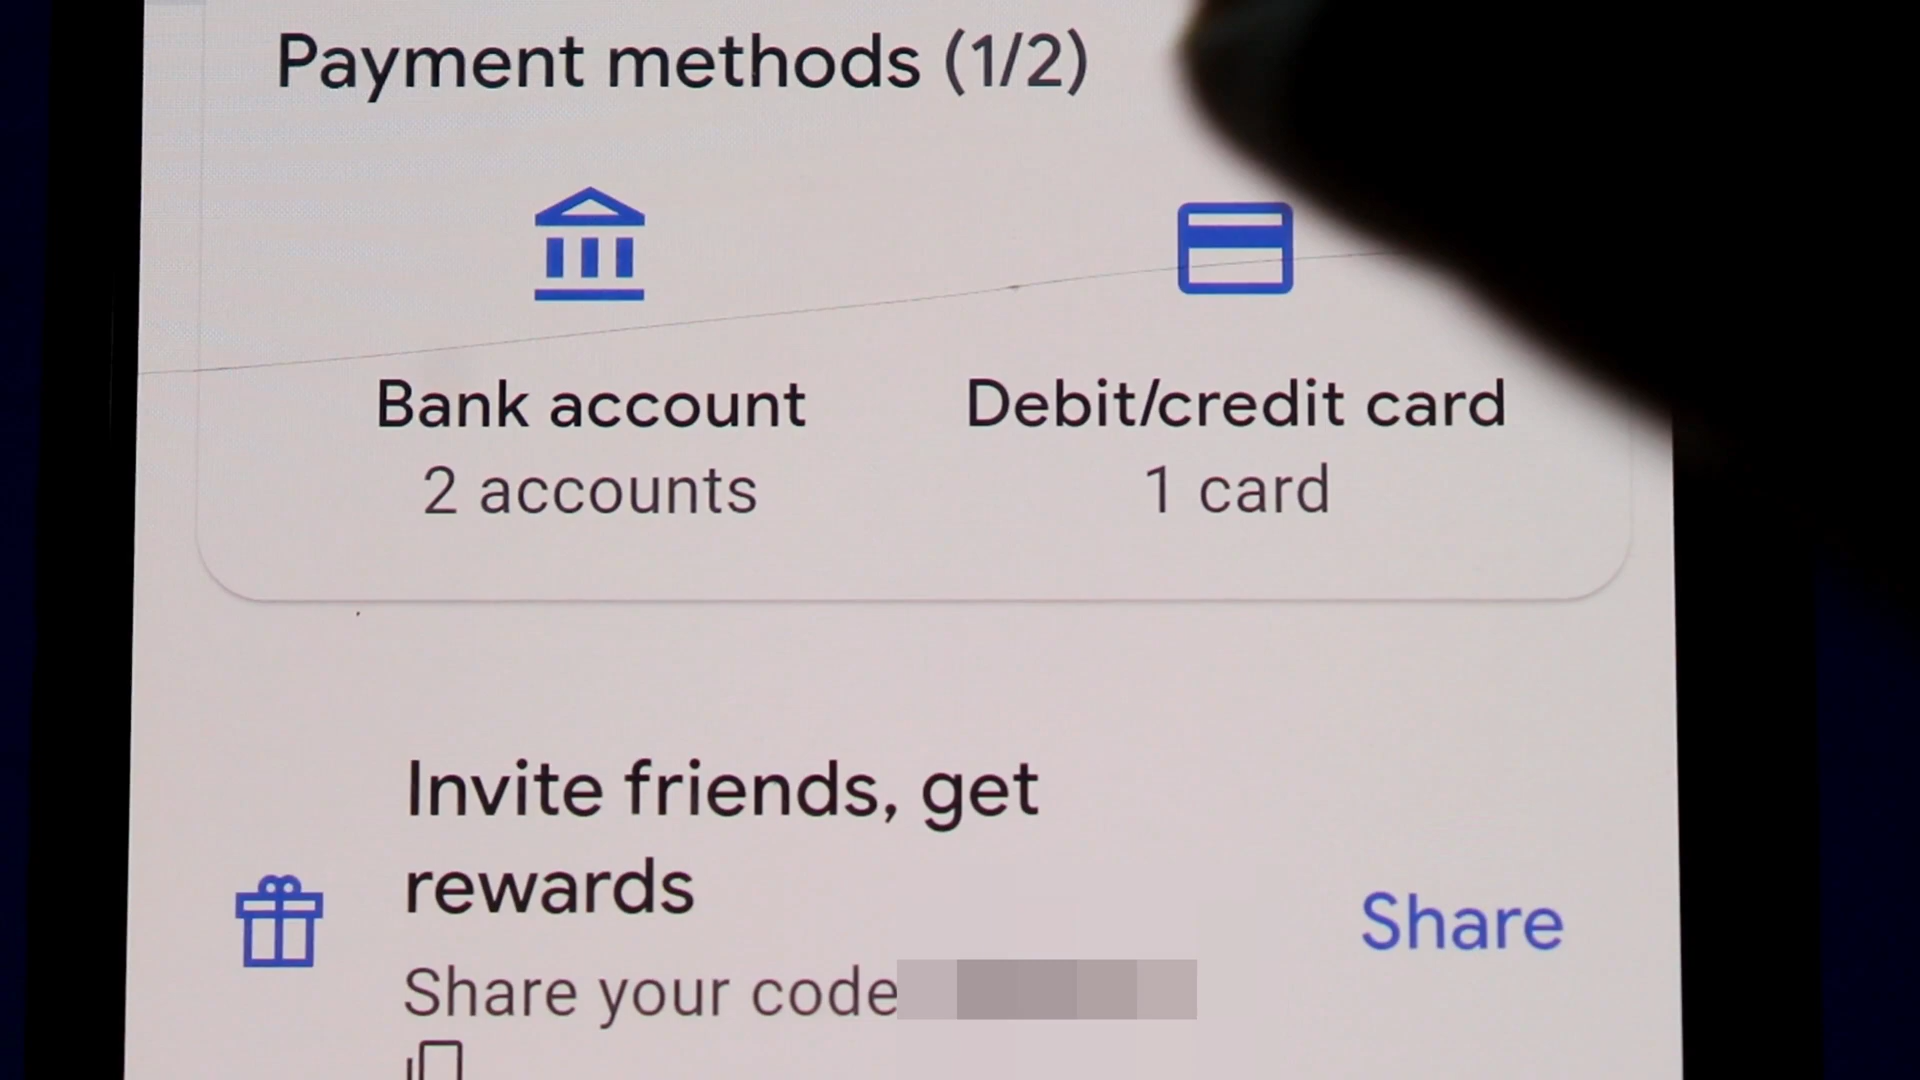 Payment methods (1/2)
Bank account
Debit/credit card
2 accounts
1 card
Invite friends, get
rewards
Share
Share your code